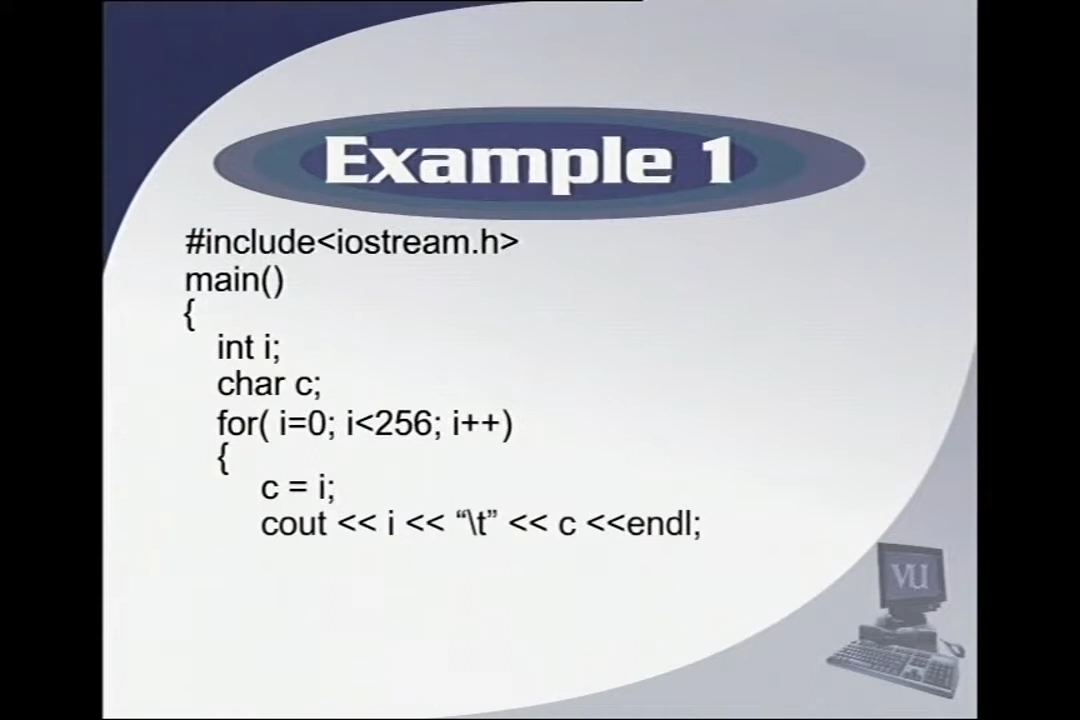 Example 1
#include<iostream.h>
main()
{
int i;
char c;
for( i=0; i<256; i++)
{
c = i;
cout << i << “\t” << c <<endl;
VU